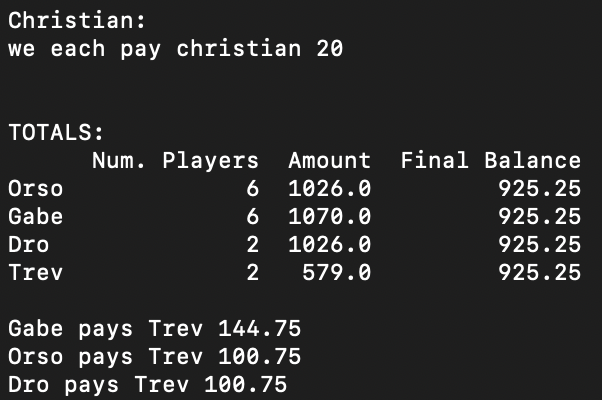 Christian:
we each pay christian 20
TOTALS:
Num. Players Amount Final Balance
Orso 6 1026.0 925.25
Gabe 6 1070.0 925.25
Dro 2 1026.0 925.25
Trev 2 579.0 925.25
Gabe pays Trev 144.75
Orso pays Trev 100.75
Dro pays Trev 100.75